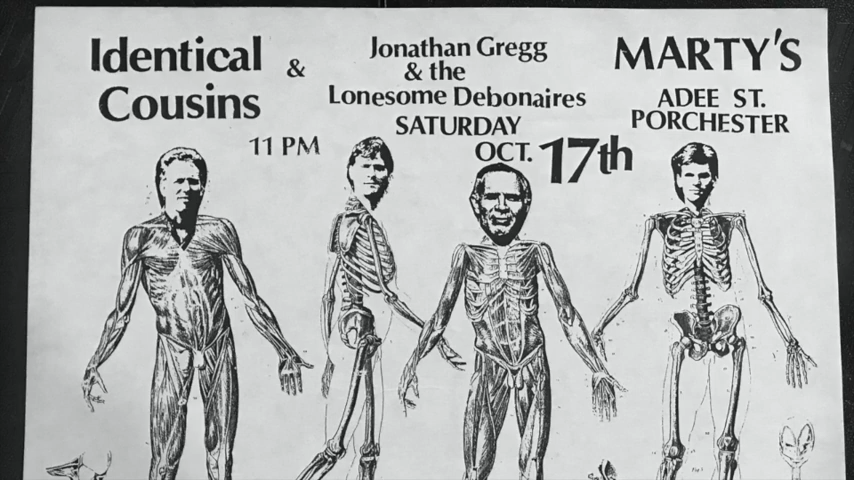 Identical
Cousins
&
Jonathan Gregg
& the
Lonesome Debonaires
SATURDAY
OCT. 17th
11 PM
MARTY'S
ADEE ST.
PORCHESTER